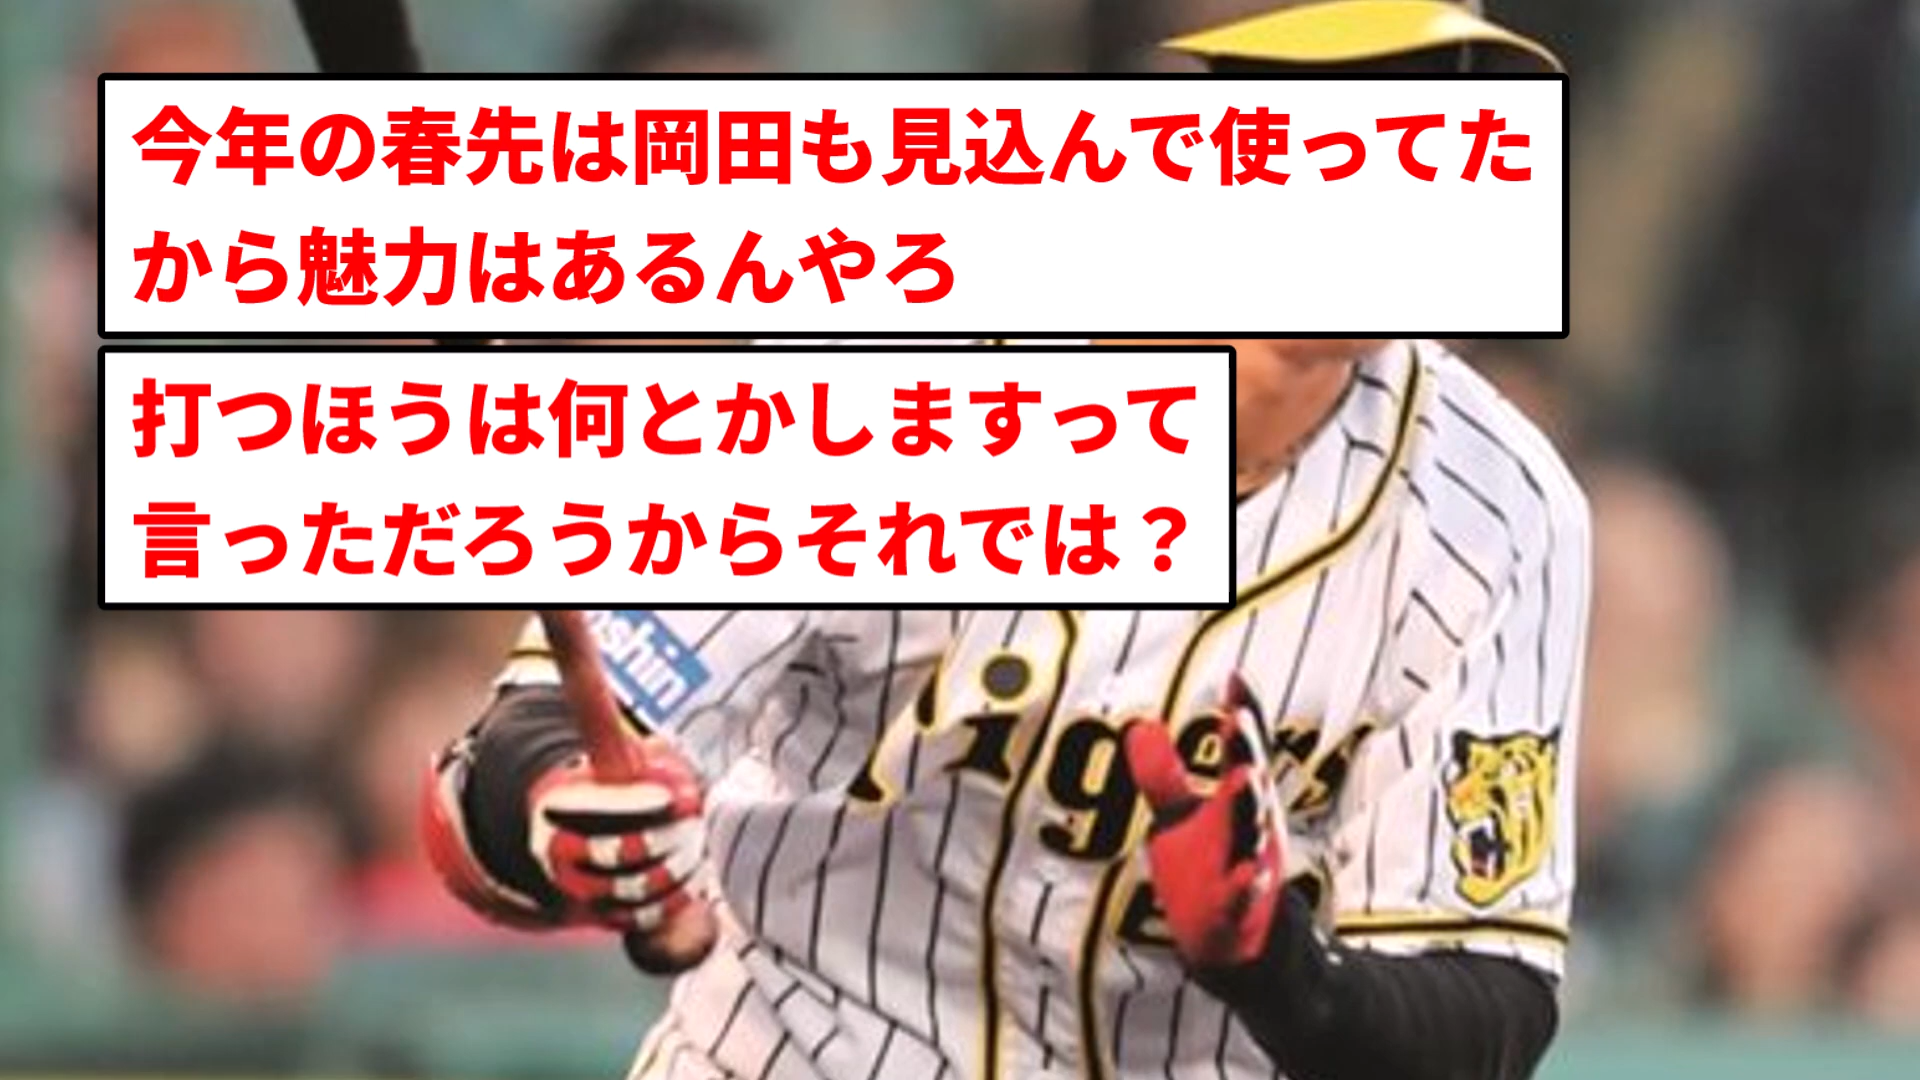 今年の春先は岡田も見込んで使ってた
から魅力はあるんやろ
打つほうは何とかしますって
言っただろうからそれでは？
shin
Tigers